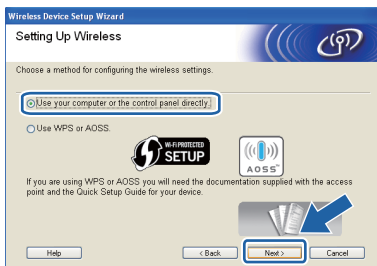 Wireless Device Setup Wizard
Setting Up Wireless
Choose a method for configuring the wireless settings.
Use your computer or the control panel directly.
Use WPS or AOSS.
Wi-Fi PROTECTED
SETUP
AOSS™
If you are using WPS or AOSS you will need the documentation supplied with the access
point and the Quick Setup Guide for your device.
Help
< Back
Next >
Cancel